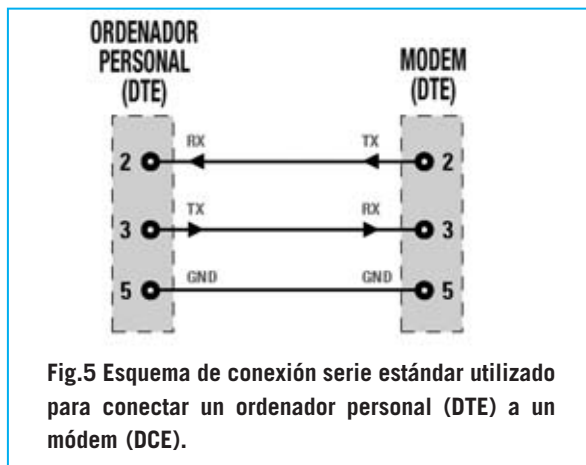 ORDENADOR
PERSONAL
(DTE)
MODEM
(DTE)
2 RX TX 2
3 TX RX 3
5 GND GND 5
Fig.5 Esquema de conexión serie estándar utilizado
para conectar un ordenador personal (DTE) a un
módem (DCE).